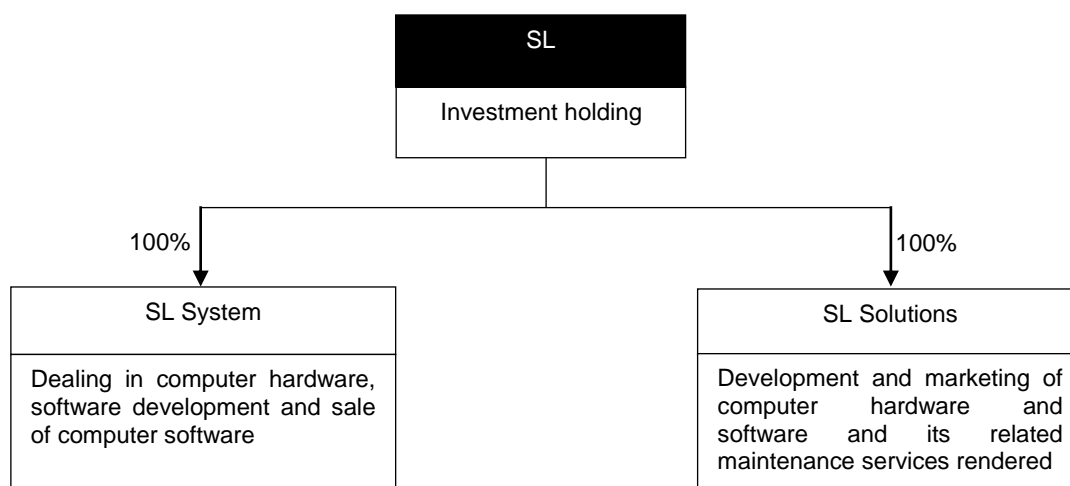 SL
Investment holding
100%
100%
SL System
SL Solutions
Dealing in computer hardware,
software development and sale
of computer software
Development and marketing of
computer hardware and
software and its related
maintenance services rendered